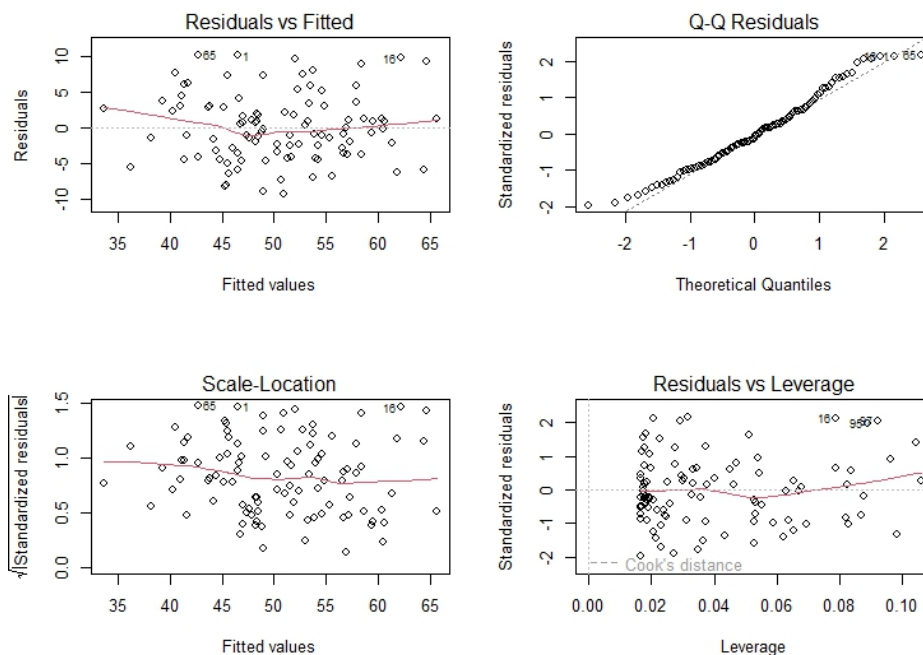 Residuals vs Fitted
Residuals
10
5
0
-5
-10
65
1
16
35 40 45 50 55 60 65
Fitted values
Q-Q Residuals
Standardized residuals
2
1
0
-1
-2
1
65
-2 -1 0 1 2
Theoretical Quantiles
Scale-Location
√|Standardized residuals|
1.5
1.0
0.5
0.0
65
1
16
35 40 45 50 55 60 65
Fitted values
Residuals vs Leverage
Standardized residuals
2
1
0
-1
-2
16
95
Cook's distance
0.00 0.02 0.04 0.06 0.08 0.10
Leverage